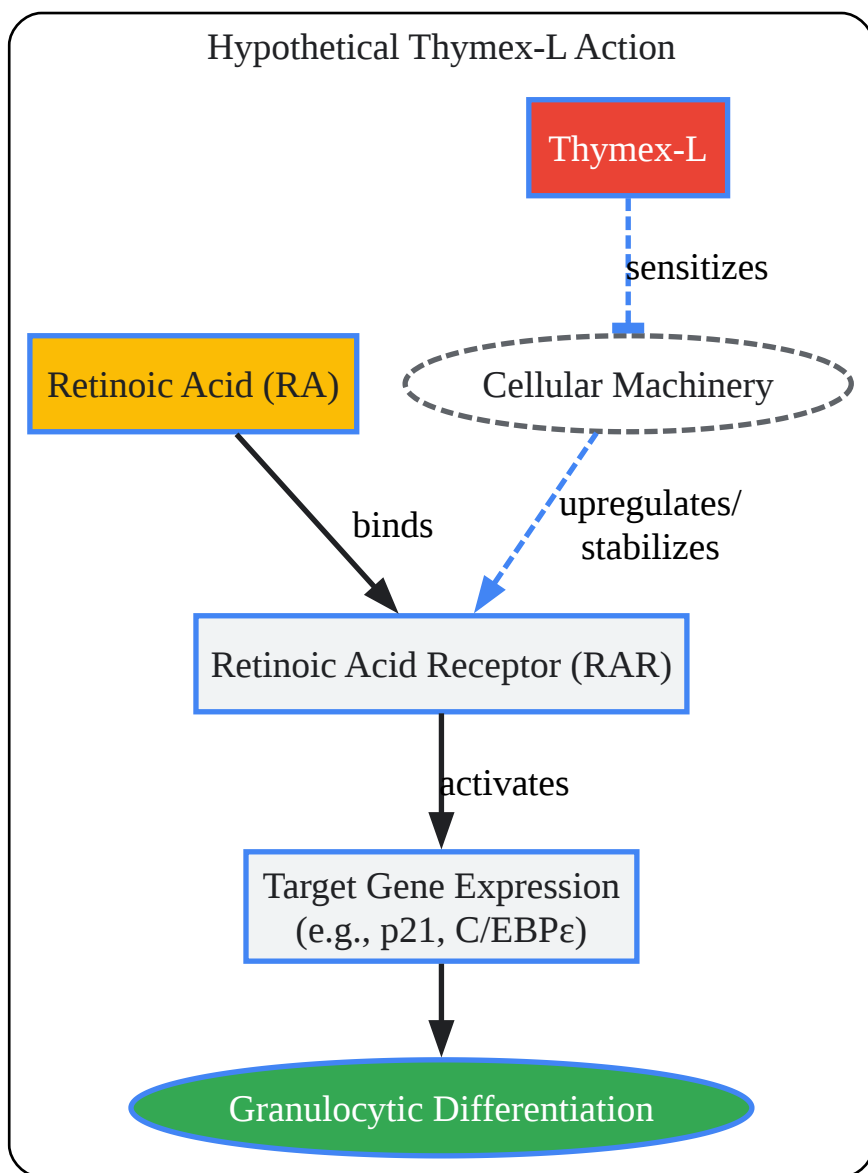 Hypothetical Thymex-L Action
Thymex-L
sensitizes
Retinoic Acid (RA)
Cellular Machinery
binds
upregulates/
stabilizes
Retinoic Acid Receptor (RAR)
activates
Target Gene Expression
(e.g., p21, C/EBPε)
Granulocytic Differentiation